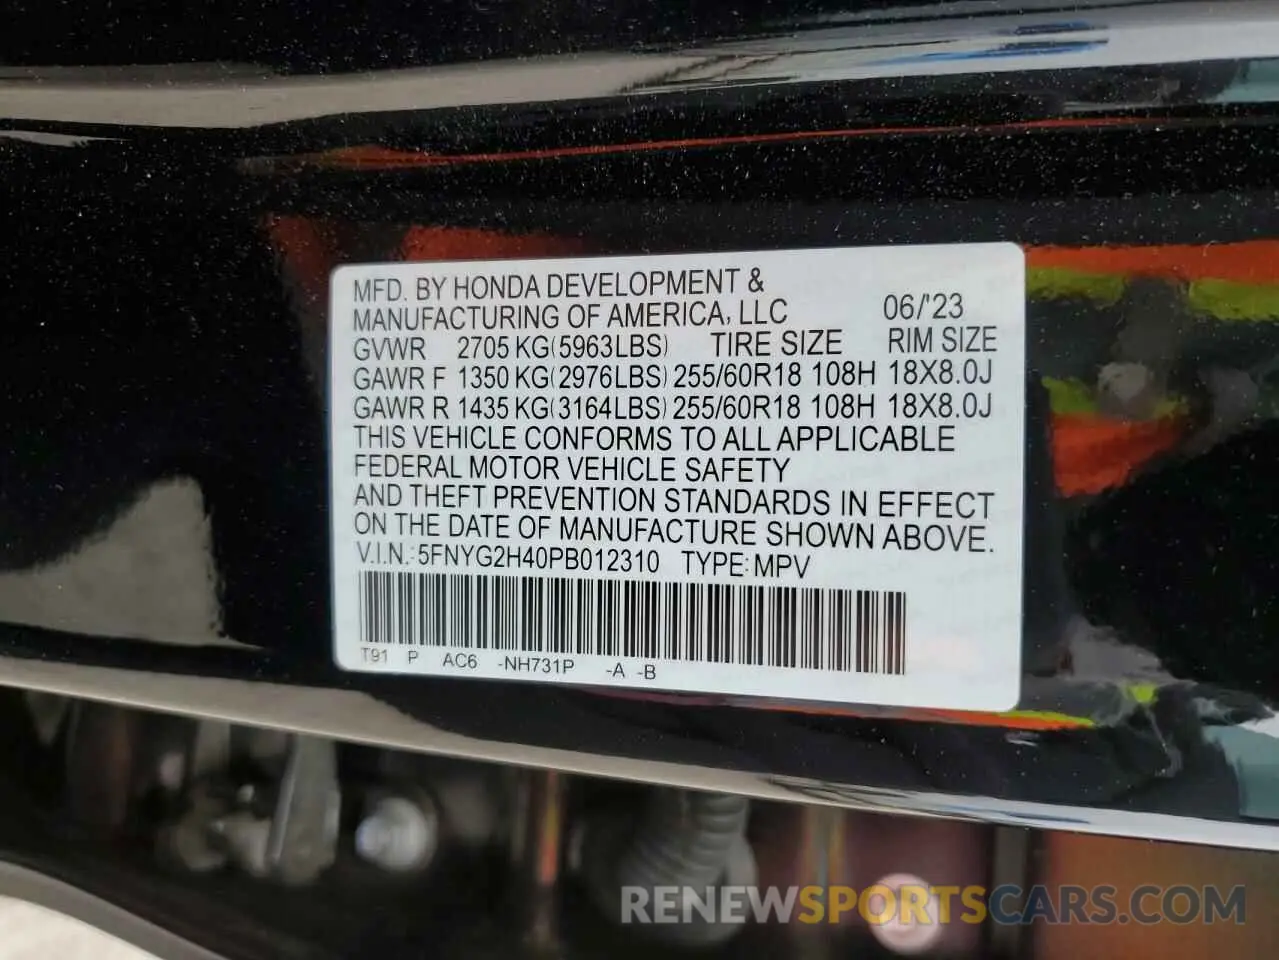 MFD. BY HONDA DEVELOPMENT &
MANUFACTURING OF AMERICA, LLC 06/'23
GVWR 2705 KG(5963LBS) TIRE SIZE RIM SIZE
GAWR F 1350 KG(2976LBS) 255/60R18 108H 18X8.0J
GAWR R 1435 KG(3164LBS) 255/60R18 108H 18X8.0J
THIS VEHICLE CONFORMS TO ALL APPLICABLE
FEDERAL MOTOR VEHICLE SAFETY
AND THEFT PREVENTION STANDARDS IN EFFECT
ON THE DATE OF MANUFACTURE SHOWN ABOVE.
V.I.N.:5FNYG2H40PB012310 TYPE:MPV
T91 P AC6 -NH731P -A -B
RENEWSPORTSCARS.COM